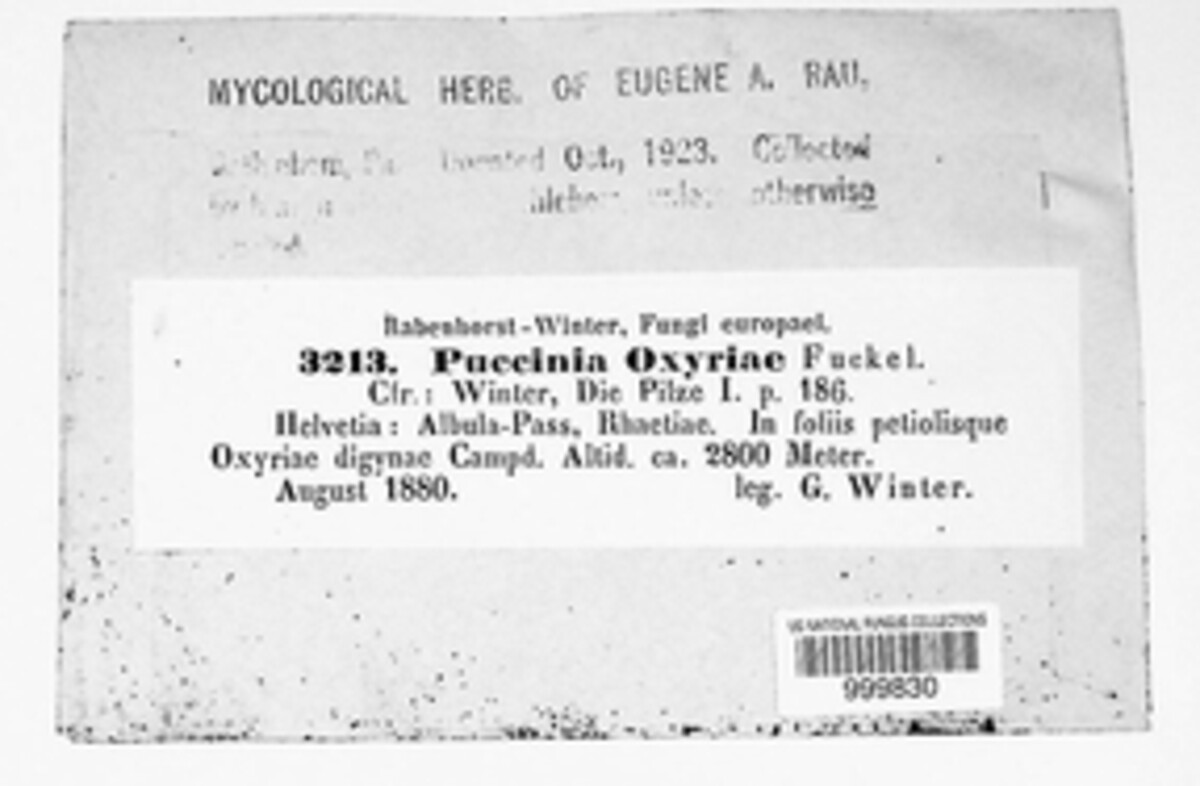 MYCOLOGICAL HERB. OF EUGENE A. RAU,
Donated Oct., 1923. Collected
otherwise
Rabenhorst-Winter, Fungi europaei.
3213. Puccinia Oxyriae Fuckel.
Cfr.: Winter, Die Pilze I. p. 186.
Helvetia: Albula-Pass, Rhaetiae. In foliis petiolisque
Oxyriae digynae Campd. Altid. ca. 2800 Meter.
August 1880. leg. G. Winter.
US NATIONAL FUNGUS COLLECTIONS
999830